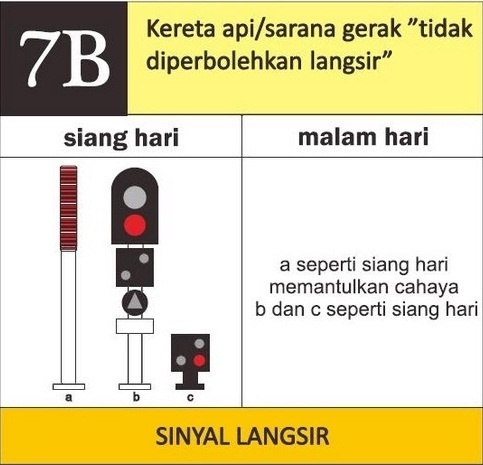 7B
Kereta api/sarana gerak ”tidak
diperbolehkan langsir”
siang hari
malam hari
a
b
c
a seperti siang hari
memantulkan cahaya
b dan c seperti siang hari
SINYAL LANGSIR